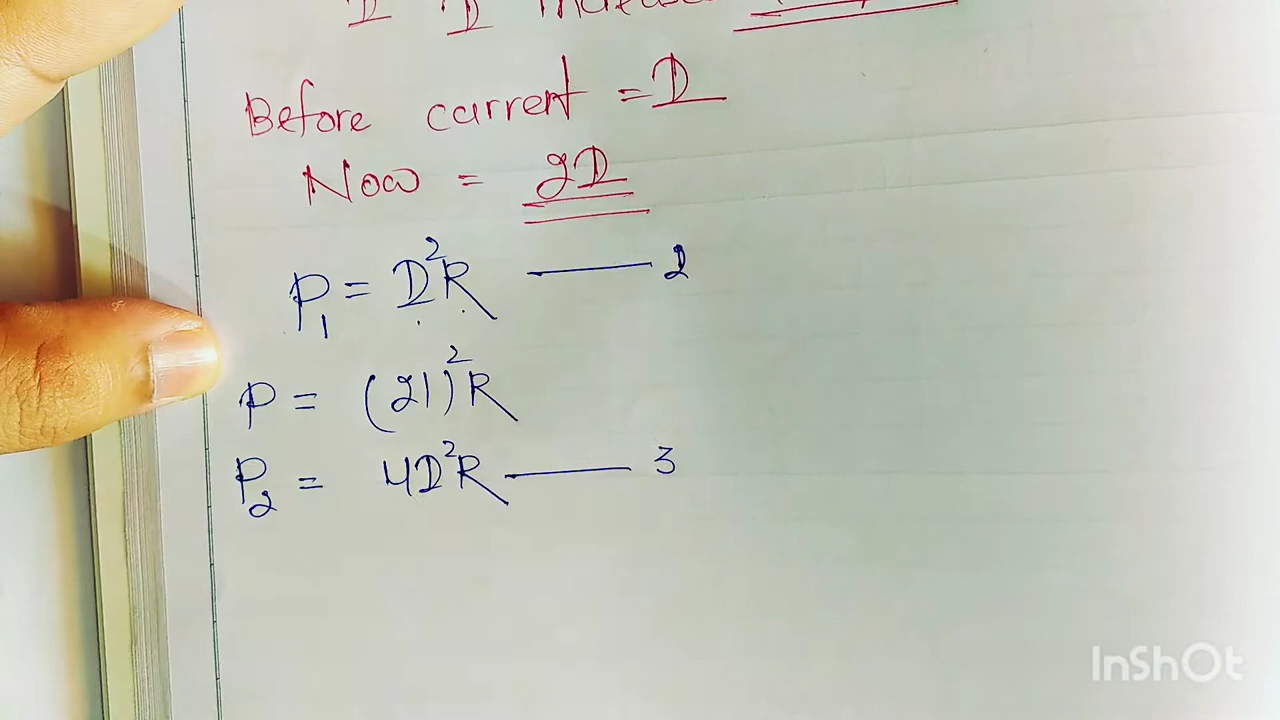 I I
Before current = I
Now = 2I
P₁ = I²R —— 2
P = (2I)²R
P₂ = 4I²R —— 3
InShOt